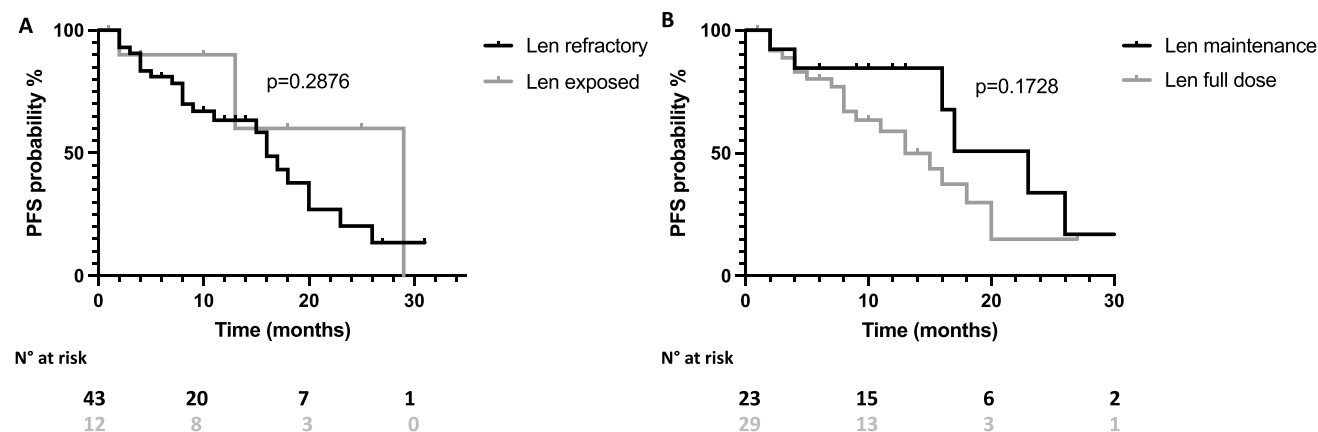 A
Len refractory
Len exposed
p=0.2876
PFS probability %
100
50
0
0 10 20 30
Time (months)
N° at risk
43 20 7 1
12 8 3 0
B
Len maintenance
Len full dose
p=0.1728
PFS probability %
100
50
0
0 10 20 30
Time (months)
N° at risk
23 15 6 2
29 13 3 1